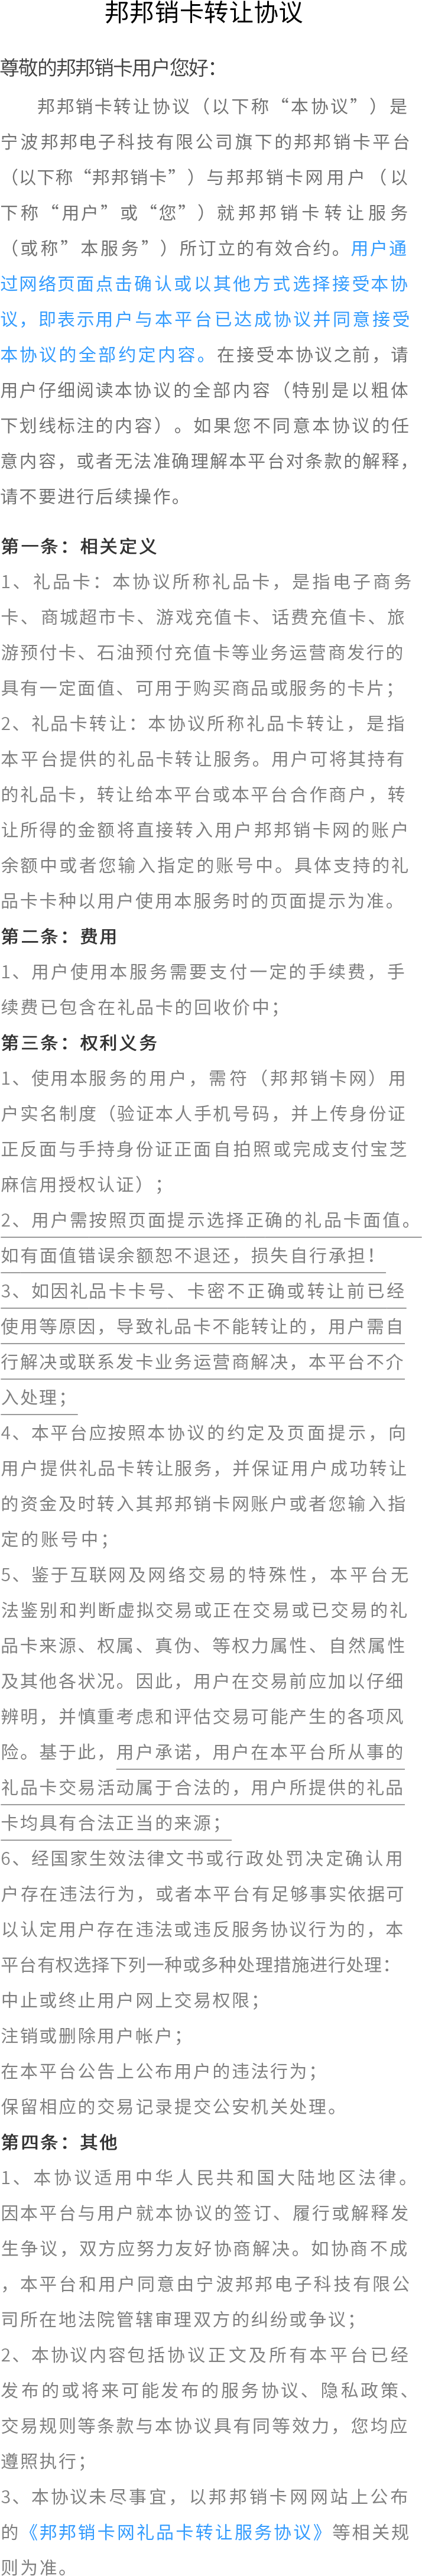 邦邦销卡转让协议
尊敬的邦邦销卡用户您好：
邦邦销卡转让协议（以下称“本协议”）是
宁波邦邦电子科技有限公司旗下的邦邦销卡平台
（以下称“邦邦销卡”）与邦邦销卡网用户（以
下称“用户”或“您”）就邦邦销卡转让服务
（或称”本服务”）所订立的有效合约。用户通
过网络页面点击确认或以其他方式选择接受本协
议，即表示用户与本平台已达成协议并同意接受
本协议的全部约定内容。在接受本协议之前，请
用户仔细阅读本协议的全部内容（特别是以粗体
下划线标注的内容）。如果您不同意本协议的任
意内容，或者无法准确理解本平台对条款的解释，
请不要进行后续操作。
第一条：相关定义
1、礼品卡：本协议所称礼品卡，是指电子商务
卡、商城超市卡、游戏充值卡、话费充值卡、旅
游预付卡、石油预付充值卡等业务运营商发行的
具有一定面值、可用于购买商品或服务的卡片；
2、礼品卡转让：本协议所称礼品卡转让，是指
本平台提供的礼品卡转让服务。用户可将其持有
的礼品卡，转让给本平台或本平台合作商户，转
让所得的金额将直接转入用户邦邦销卡网的账户
余额中或者您输入指定的账号中。具体支持的礼
品卡卡种以用户使用本服务时的页面提示为准。
第二条：费用
1、用户使用本服务需要支付一定的手续费，手
续费已包含在礼品卡的回收价中；
第三条：权利义务
1、使用本服务的用户，需符（邦邦销卡网）用
户实名制度（验证本人手机号码，并上传身份证
正反面与手持身份证正面自拍照或完成支付宝芝
麻信用授权认证）；
2、用户需按照页面提示选择正确的礼品卡面值。
如有面值错误余额恕不退还，损失自行承担！
3、如因礼品卡卡号、卡密不正确或转让前已经
使用等原因，导致礼品卡不能转让的，用户需自
行解决或联系发卡业务运营商解决，本平台不介
入处理；
4、本平台应按照本协议的约定及页面提示，向
用户提供礼品卡转让服务，并保证用户成功转让
的资金及时转入其邦邦销卡网账户或者您输入指
定的账号中；
5、鉴于互联网及网络交易的特殊性，本平台无
法鉴别和判断虚拟交易或正在交易或已交易的礼
品卡来源、权属、真伪、等权力属性、自然属性
及其他各状况。因此，用户在交易前应加以仔细
辨明，并慎重考虑和评估交易可能产生的各项风
险。基于此，用户承诺，用户在本平台所从事的
礼品卡交易活动属于合法的，用户所提供的礼品
卡均具有合法正当的来源；
6、经国家生效法律文书或行政处罚决定确认用
户存在违法行为，或者本平台有足够事实依据可
以认定用户存在违法或违反服务协议行为的，本
平台有权选择下列一种或多种处理措施进行处理：
中止或终止用户网上交易权限；
注销或删除用户帐户；
在本平台公告上公布用户的违法行为；
保留相应的交易记录提交公安机关处理。
第四条：其他
1、本协议适用中华人民共和国大陆地区法律。
因本平台与用户就本协议的签订、履行或解释发
生争议，双方应努力友好协商解决。如协商不成
，本平台和用户同意由宁波邦邦电子科技有限公
司所在地法院管辖审理双方的纠纷或争议；
2、本协议内容包括协议正文及所有本平台已经
发布的或将来可能发布的服务协议、隐私政策、
交易规则等条款与本协议具有同等效力，您均应
遵照执行；
3、本协议未尽事宜，以邦邦销卡网网站上公布
的《邦邦销卡网礼品卡转让服务协议》等相关规
则为准。